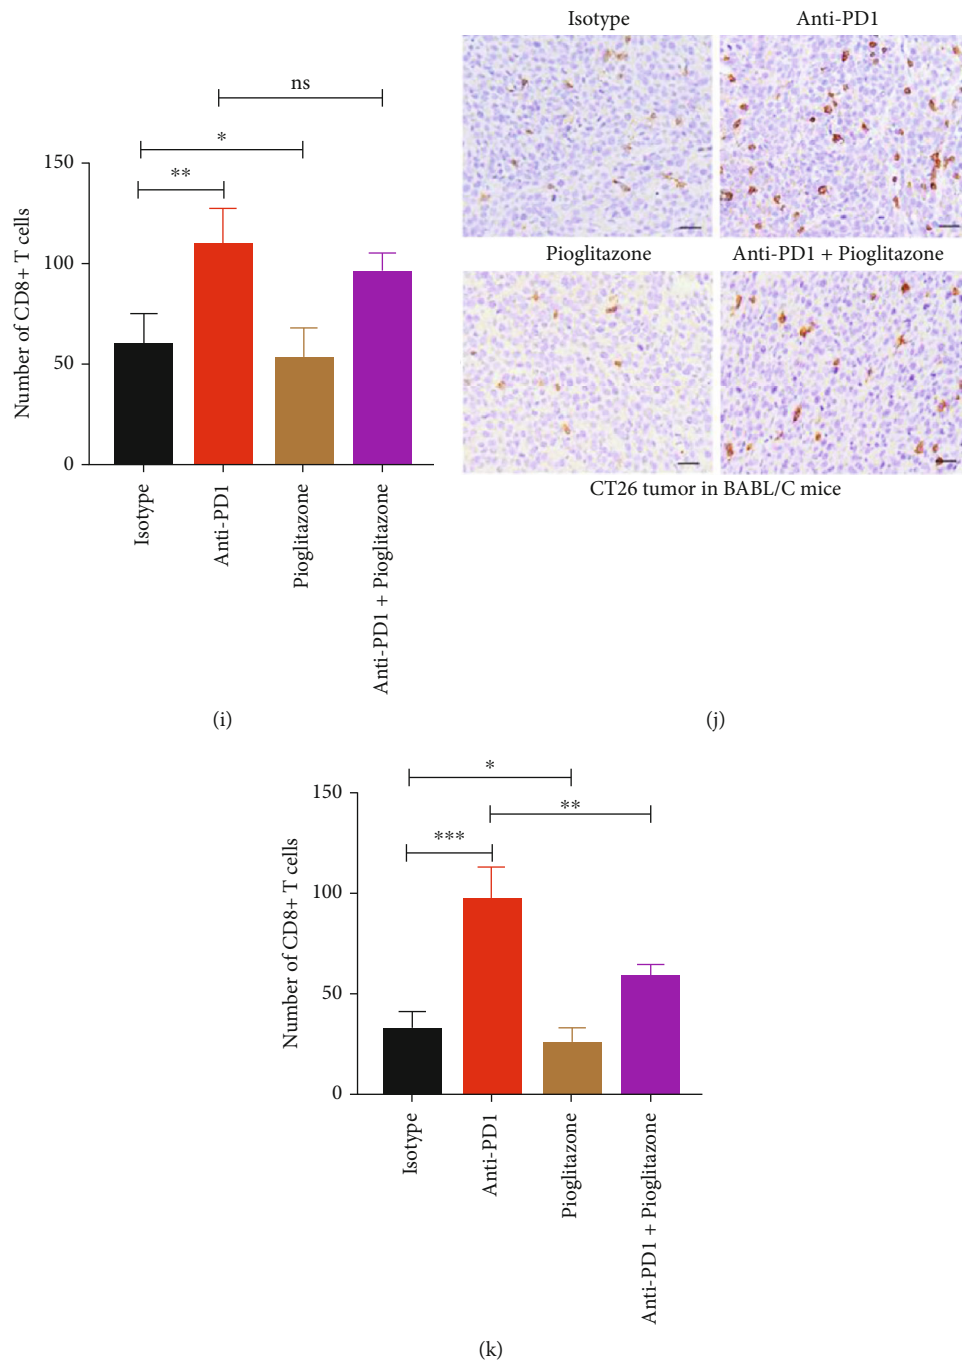 ns
*
**
150
100
50
0
Number of CD8+ T cells
Isotype
Anti-PD1
Pioglitazone
Anti-PD1 + Pioglitazone
(i)
Isotype
Anti-PD1
Pioglitazone
Anti-PD1 + Pioglitazone
CT26 tumor in BABL/C mice
(j)
*
**
***
150
100
50
0
Number of CD8+ T cells
Isotype
Anti-PD1
Pioglitazone
Anti-PD1 + Pioglitazone
(k)